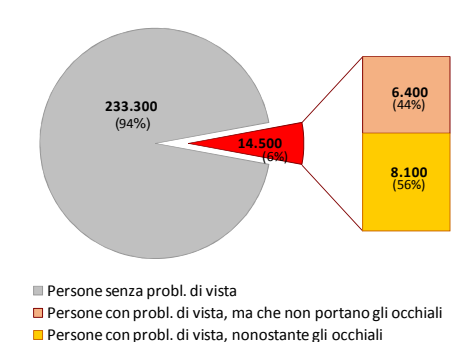 233.300
(94%)
14.500
(6%)
6.400
(44%)
8.100
(56%)
Persone senza probl. di vista
Persone con probl. di vista, ma che non portano gli occhiali
Persone con probl. di vista, nonostante gli occhiali